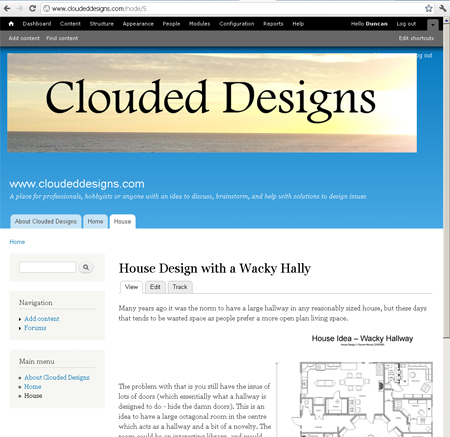 www.cloudeddesigns.com/node/5
Dashboard Content Structure Appearance People Modules Configuration Reports Help Hello Duncan Log out
Add content Find content Edit shortcuts
og out
Clouded Designs
www.cloudeddesigns.com
A place for professionals, hobbyists or anyone with an idea to discuss, brainstorm, and help with solutions to design issues
About Clouded Designs Home House
Home
House Design with a Wacky Hally
View Edit Track
Many years ago it was the norm to have a large hallway in any reasonably sized house, but these days
that tends to be wasted space as people prefer a more open plan living space.
Navigation
Add content
Forums
Main menu
About Clouded Designs
Home
House
House Idea – Wacky Hallway
The problem with that is you still have the issue of
lots of doors (which essentially what a hallway is
designed to do - hide the damn doors). This is an
idea to have a large octagonal room in the centre
which acts as a hallway and a bit of a novelty. The
room could be an interesting library, and would